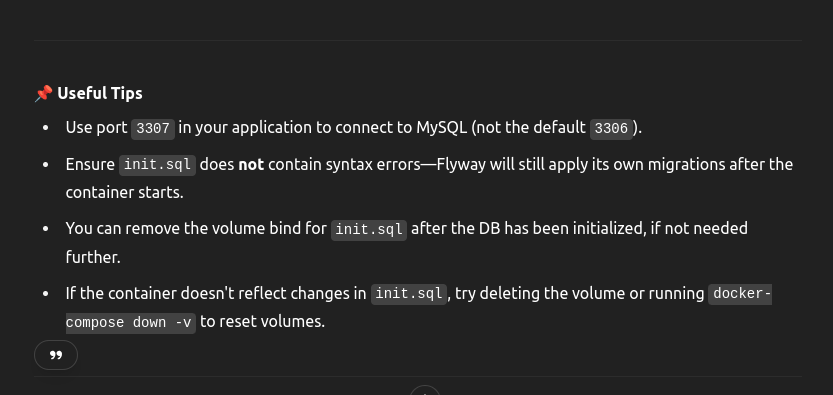 📌 Useful Tips
• Use port 3307 in your application to connect to MySQL (not the default 3306).
• Ensure init.sql does not contain syntax errors—Flyway will still apply its own migrations after the
container starts.
• You can remove the volume bind for init.sql after the DB has been initialized, if not needed
further.
• If the container doesn't reflect changes in init.sql, try deleting the volume or running docker-
compose down -v to reset volumes.